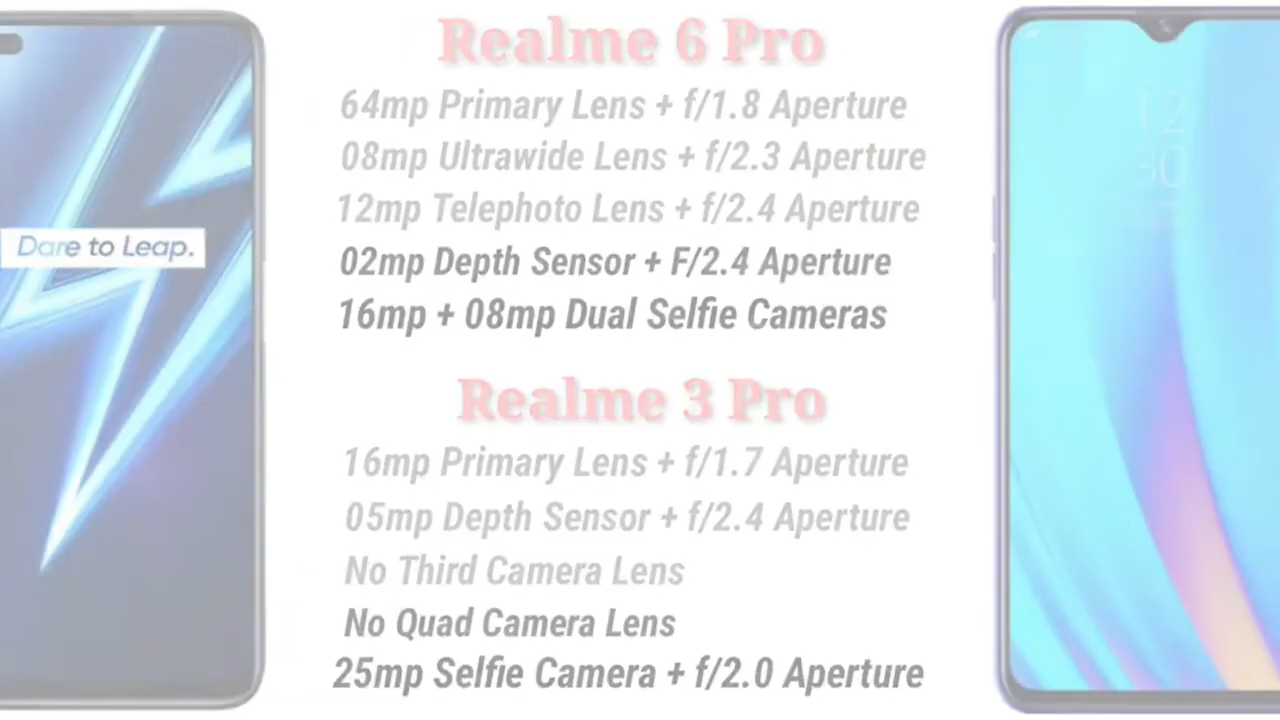 Realme 6 Pro
64mp Primary Lens + f/1.8 Aperture
08mp Ultrawide Lens + f/2.3 Aperture
12mp Telephoto Lens + f/2.4 Aperture
02mp Depth Sensor + F/2.4 Aperture
16mp + 08mp Dual Selfie Cameras
Dare to Leap.
Realme 3 Pro
16mp Primary Lens + f/1.7 Aperture
05mp Depth Sensor + f/2.4 Aperture
No Third Camera Lens
No Quad Camera Lens
25mp Selfie Camera + f/2.0 Aperture
12
30